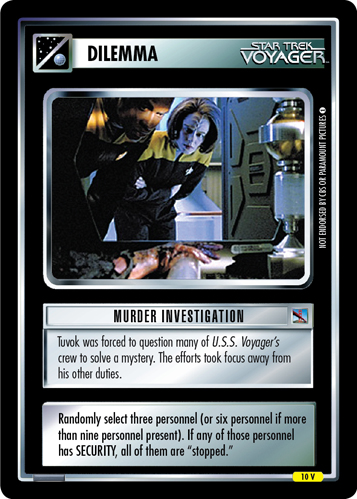 DILEMMA
STAR TREK
VOYAGER
NOT ENDORSED BY CBS OR PARAMOUNT PICTURES
MURDER INVESTIGATION
Tuvok was forced to question many of U.S.S. Voyager's
crew to solve a mystery. The efforts took focus away from
his other duties.
Randomly select three personnel (or six personnel if more
than nine personnel present). If any of those personnel
has SECURITY, all of them are "stopped."
10 V